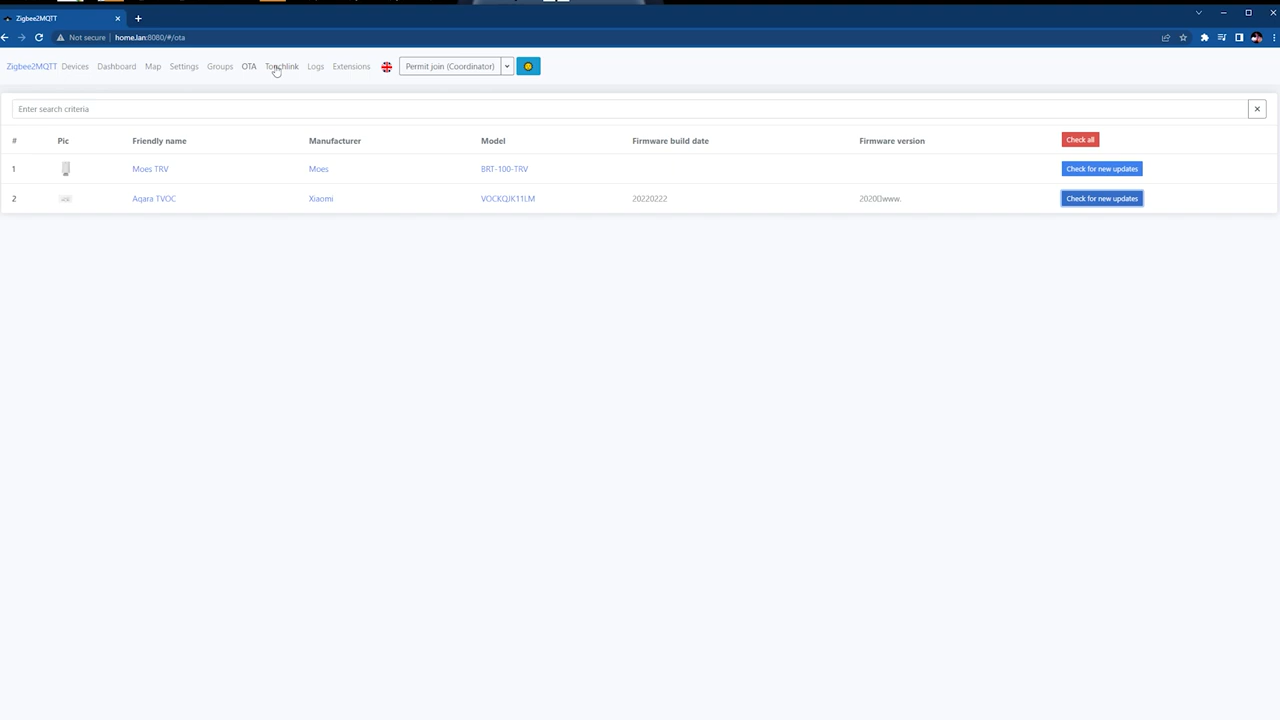 Zigbee2MQTT
Not secure home.lan:8080/#/ota
Zigbee2MQTT Devices Dashboard Map Settings Groups OTA Touchlink Logs Extensions Permit join (Coordinator)
Enter search criteria
# Pic Friendly name Manufacturer Model Firmware build date Firmware version Check all
1 Moes TRV Moes BRT-100-TRV Check for new updates
2 Aqara TVOC Xiaomi VOCKQJK11LM 20220222 2020www. Check for new updates